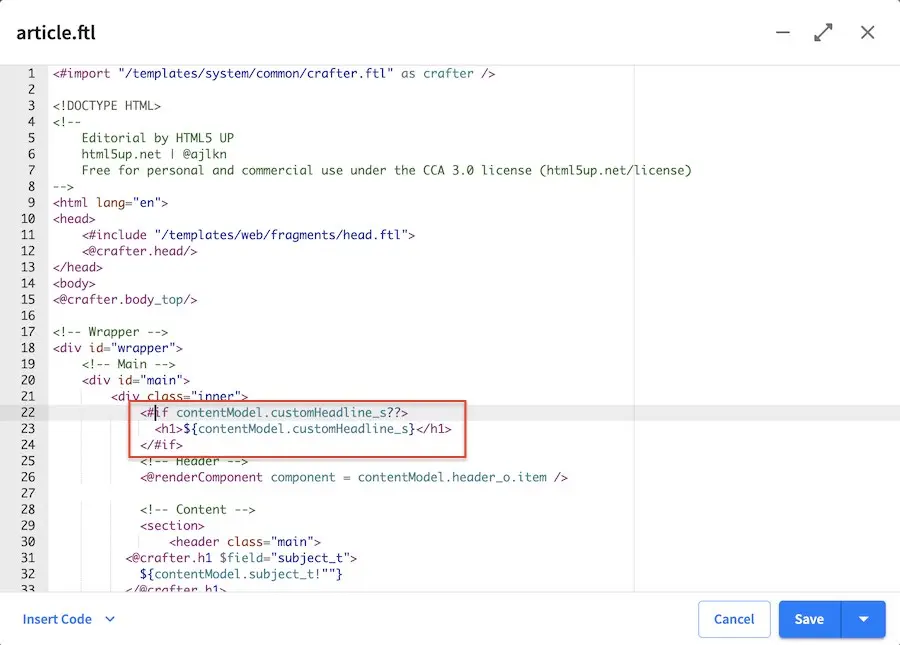 article.ftl
1 <#import "/templates/system/common/crafter.ftl" as crafter />
2
3 <!DOCTYPE HTML>
4 <!--
5 Editorial by HTML5 UP
6 html5up.net | @ajlkn
7 Free for personal and commercial use under the CCA 3.0 license (html5up.net/license)
8 -->
9 <html lang="en">
10 <head>
11 <#include "/templates/web/fragments/head.ftl">
12 <@crafter.head/>
13 </head>
14 <body>
15 <@crafter.body_top/>
16
17 <!-- Wrapper -->
18 <div id="wrapper">
19 <!-- Main -->
20 <div id="main">
21 <div class="inner">
22 <#if contentModel.customHeadline_s??>
23 <h1>${contentModel.customHeadline_s}</h1>
24 </#if>
25 <!-- Header -->
26 <@renderComponent component = contentModel.header_o.item />
27
28 <!-- Content -->
29 <section>
30 <header class="main">
31 <@crafter.h1 $field="subject_t">
32 ${contentModel.subject_t!""}
33 </@crafter.h1>
Insert Code
Cancel
Save